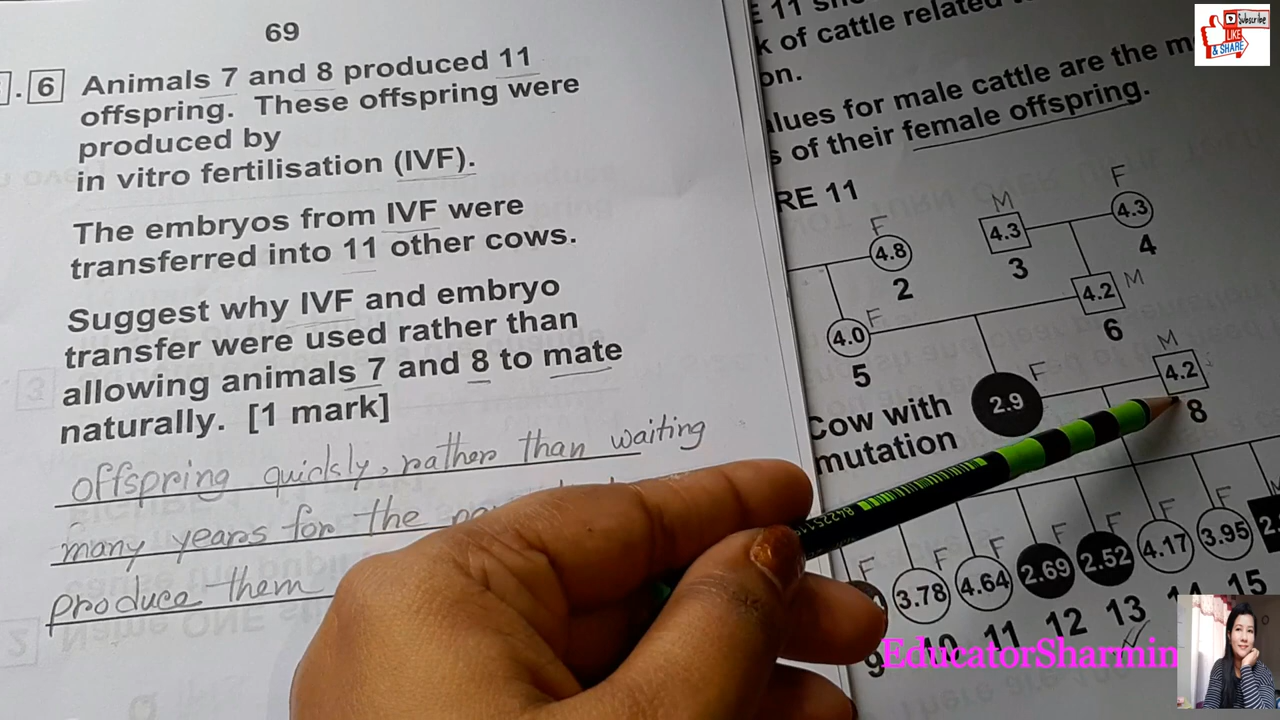 69
. 6 Animals 7 and 8 produced 11
offspring. These offspring were
produced by
in vitro fertilisation (IVF).
The embryos from IVF were
transferred into 11 other cows.
Suggest why IVF and embryo
transfer were used rather than
allowing animals 7 and 8 to mate
naturally. [1 mark]
offspring quickly, rather than waiting
many years for the
produce them
E 11
k of cattle related
on.
alues for male cattle are the
s of their female offspring.
RE 11
F
4.8
2
M
4.3
3
F
4.3
4
F
4.0
5
M
4.2
6
Cow with
mutation
F
2.9
M
4.2
8
F F F F F F F
3.78 4.64 2.69 2.52 4.17 3.95
9 10 11 12 13 14 15
842251
Subscribe
LIKE
& SHARE
EducatorSharmin